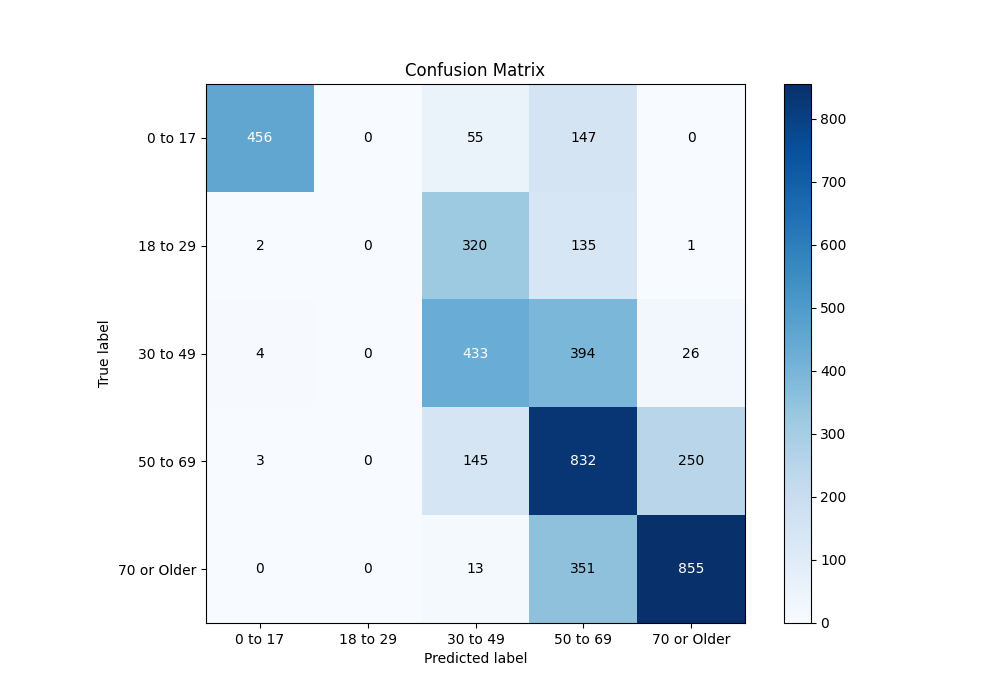 Confusion Matrix
0 to 17 456 0 55 147 0
18 to 29 2 0 320 135 1
30 to 49 4 0 433 394 26
50 to 69 3 0 145 832 250
70 or Older 0 0 13 351 855
0 to 17 18 to 29 30 to 49 50 to 69 70 or Older
Predicted label
True label
800
700
600
500
400
300
200
100
0